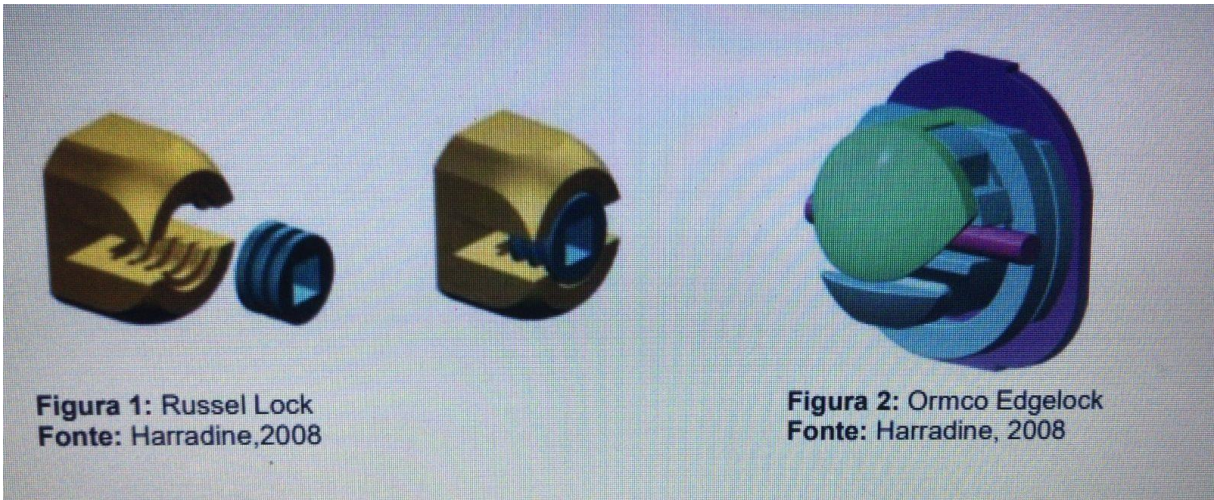 Figura 1: Russel Lock
Fonte: Harradine,2008
Figura 2: Ormco Edgelock
Fonte: Harradine, 2008